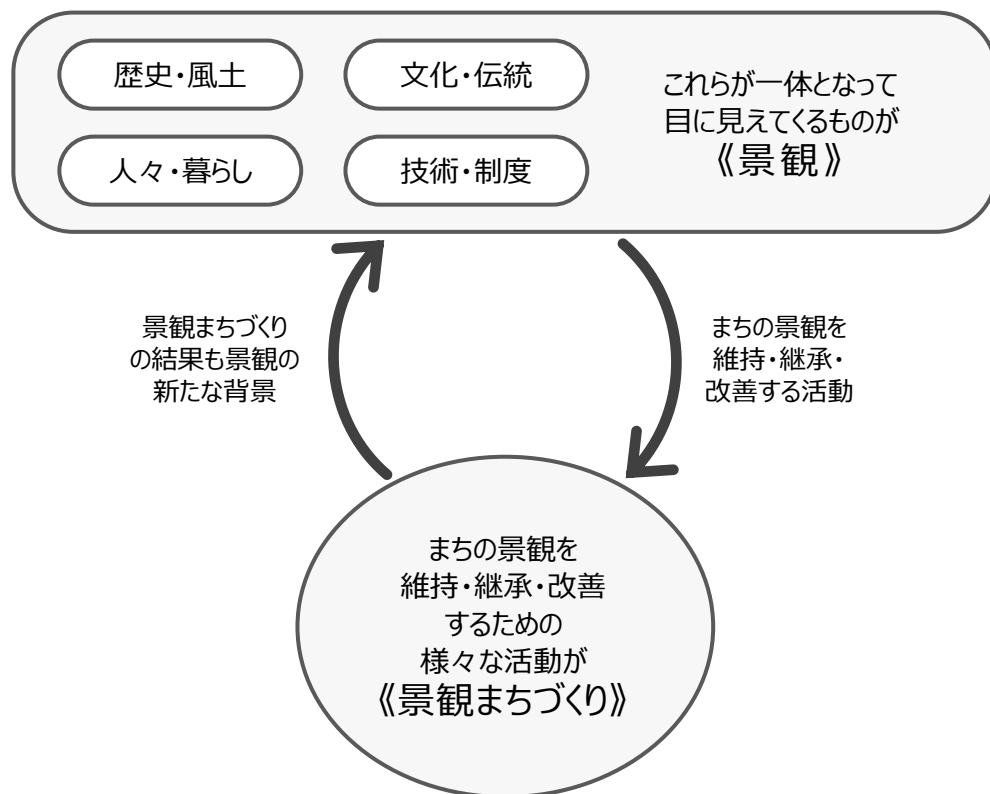 歴史・風土
文化・伝統
人々・暮らし
技術・制度
これらが一体となって
目に見えてくるものが
《景観》
景観まちづくり
の結果も景観の
新たな背景
まちの景観を
維持・継承・
改善する活動
まちの景観を
維持・継承・改善
するための
様々な活動が
《景観まちづくり》